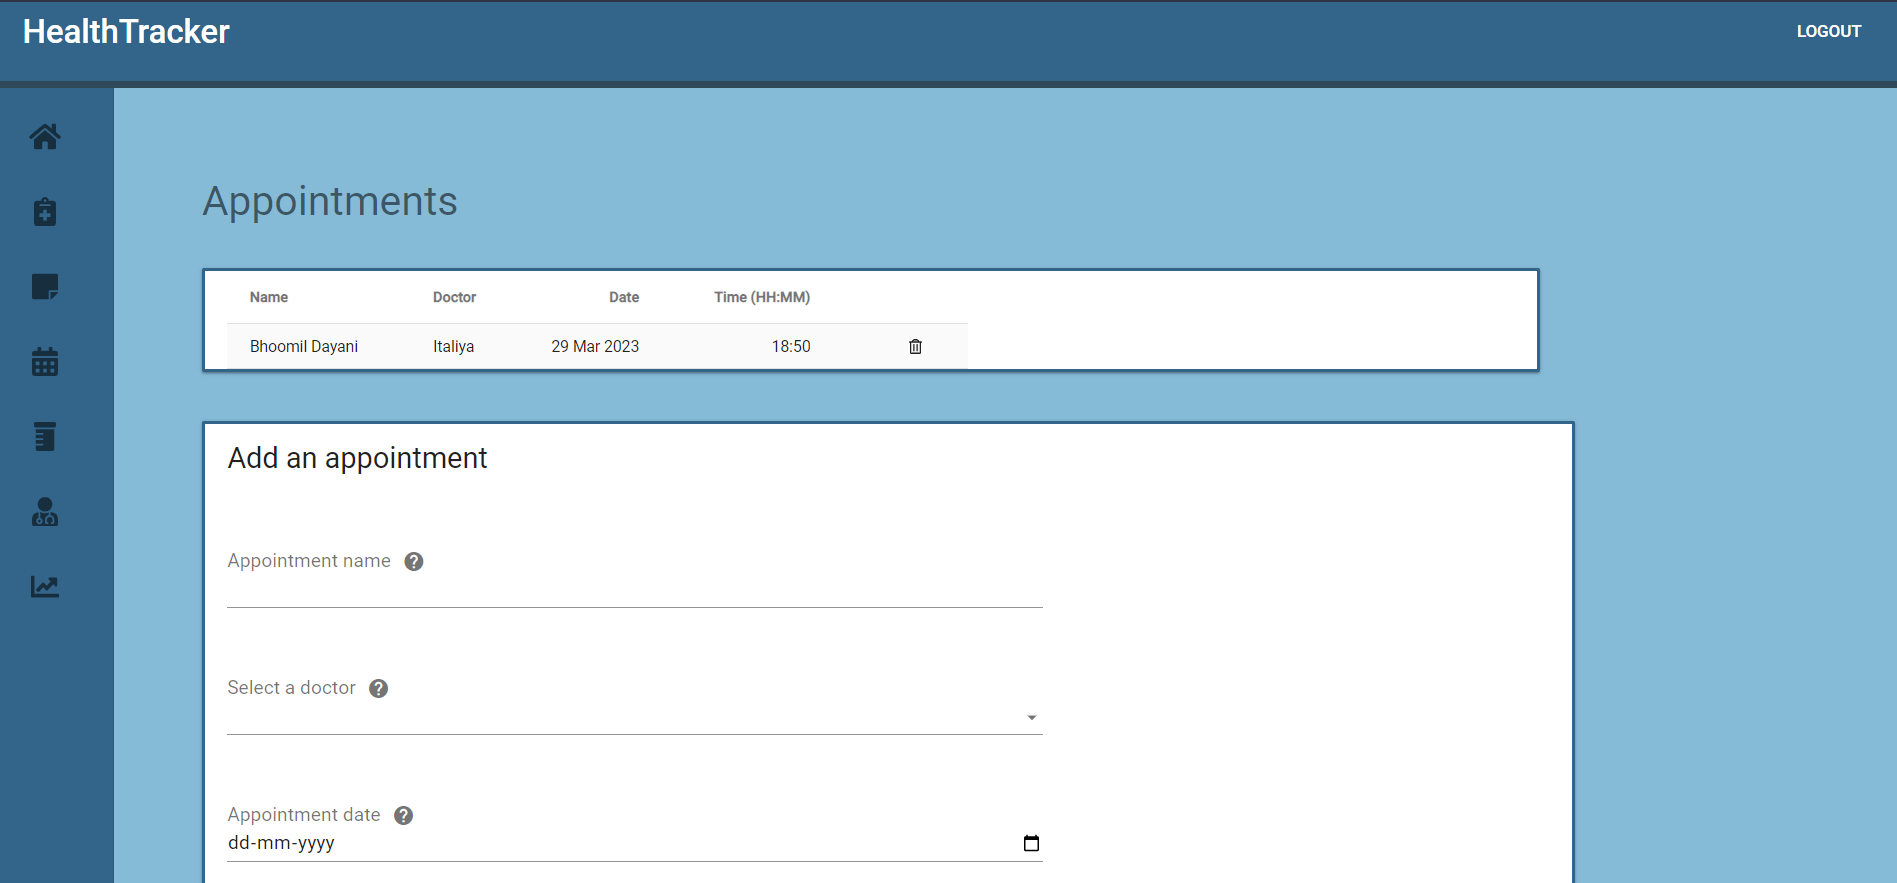 HealthTracker
LOGOUT
Appointments
Name Doctor Date Time (HH:MM)
Bhoomil Dayani Italiya 29 Mar 2023 18:50
Add an appointment
Appointment name ?
Select a doctor ?
Appointment date ?
dd-mm-yyyy